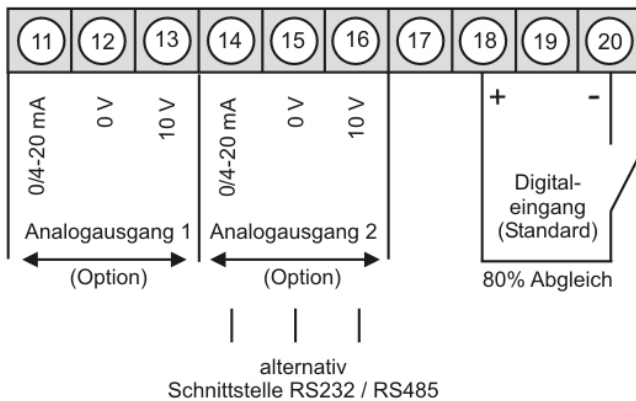 11 12 13 14 15 16 17 18 19 20
0/4-20 mA 0 V 10 V 0/4-20 mA 0 V 10 V + -
Digital-
eingang
(Standard)
Analogausgang 1 Analogausgang 2
(Option) (Option) 80% Abgleich
alternativ
Schnittstelle RS232 / RS485